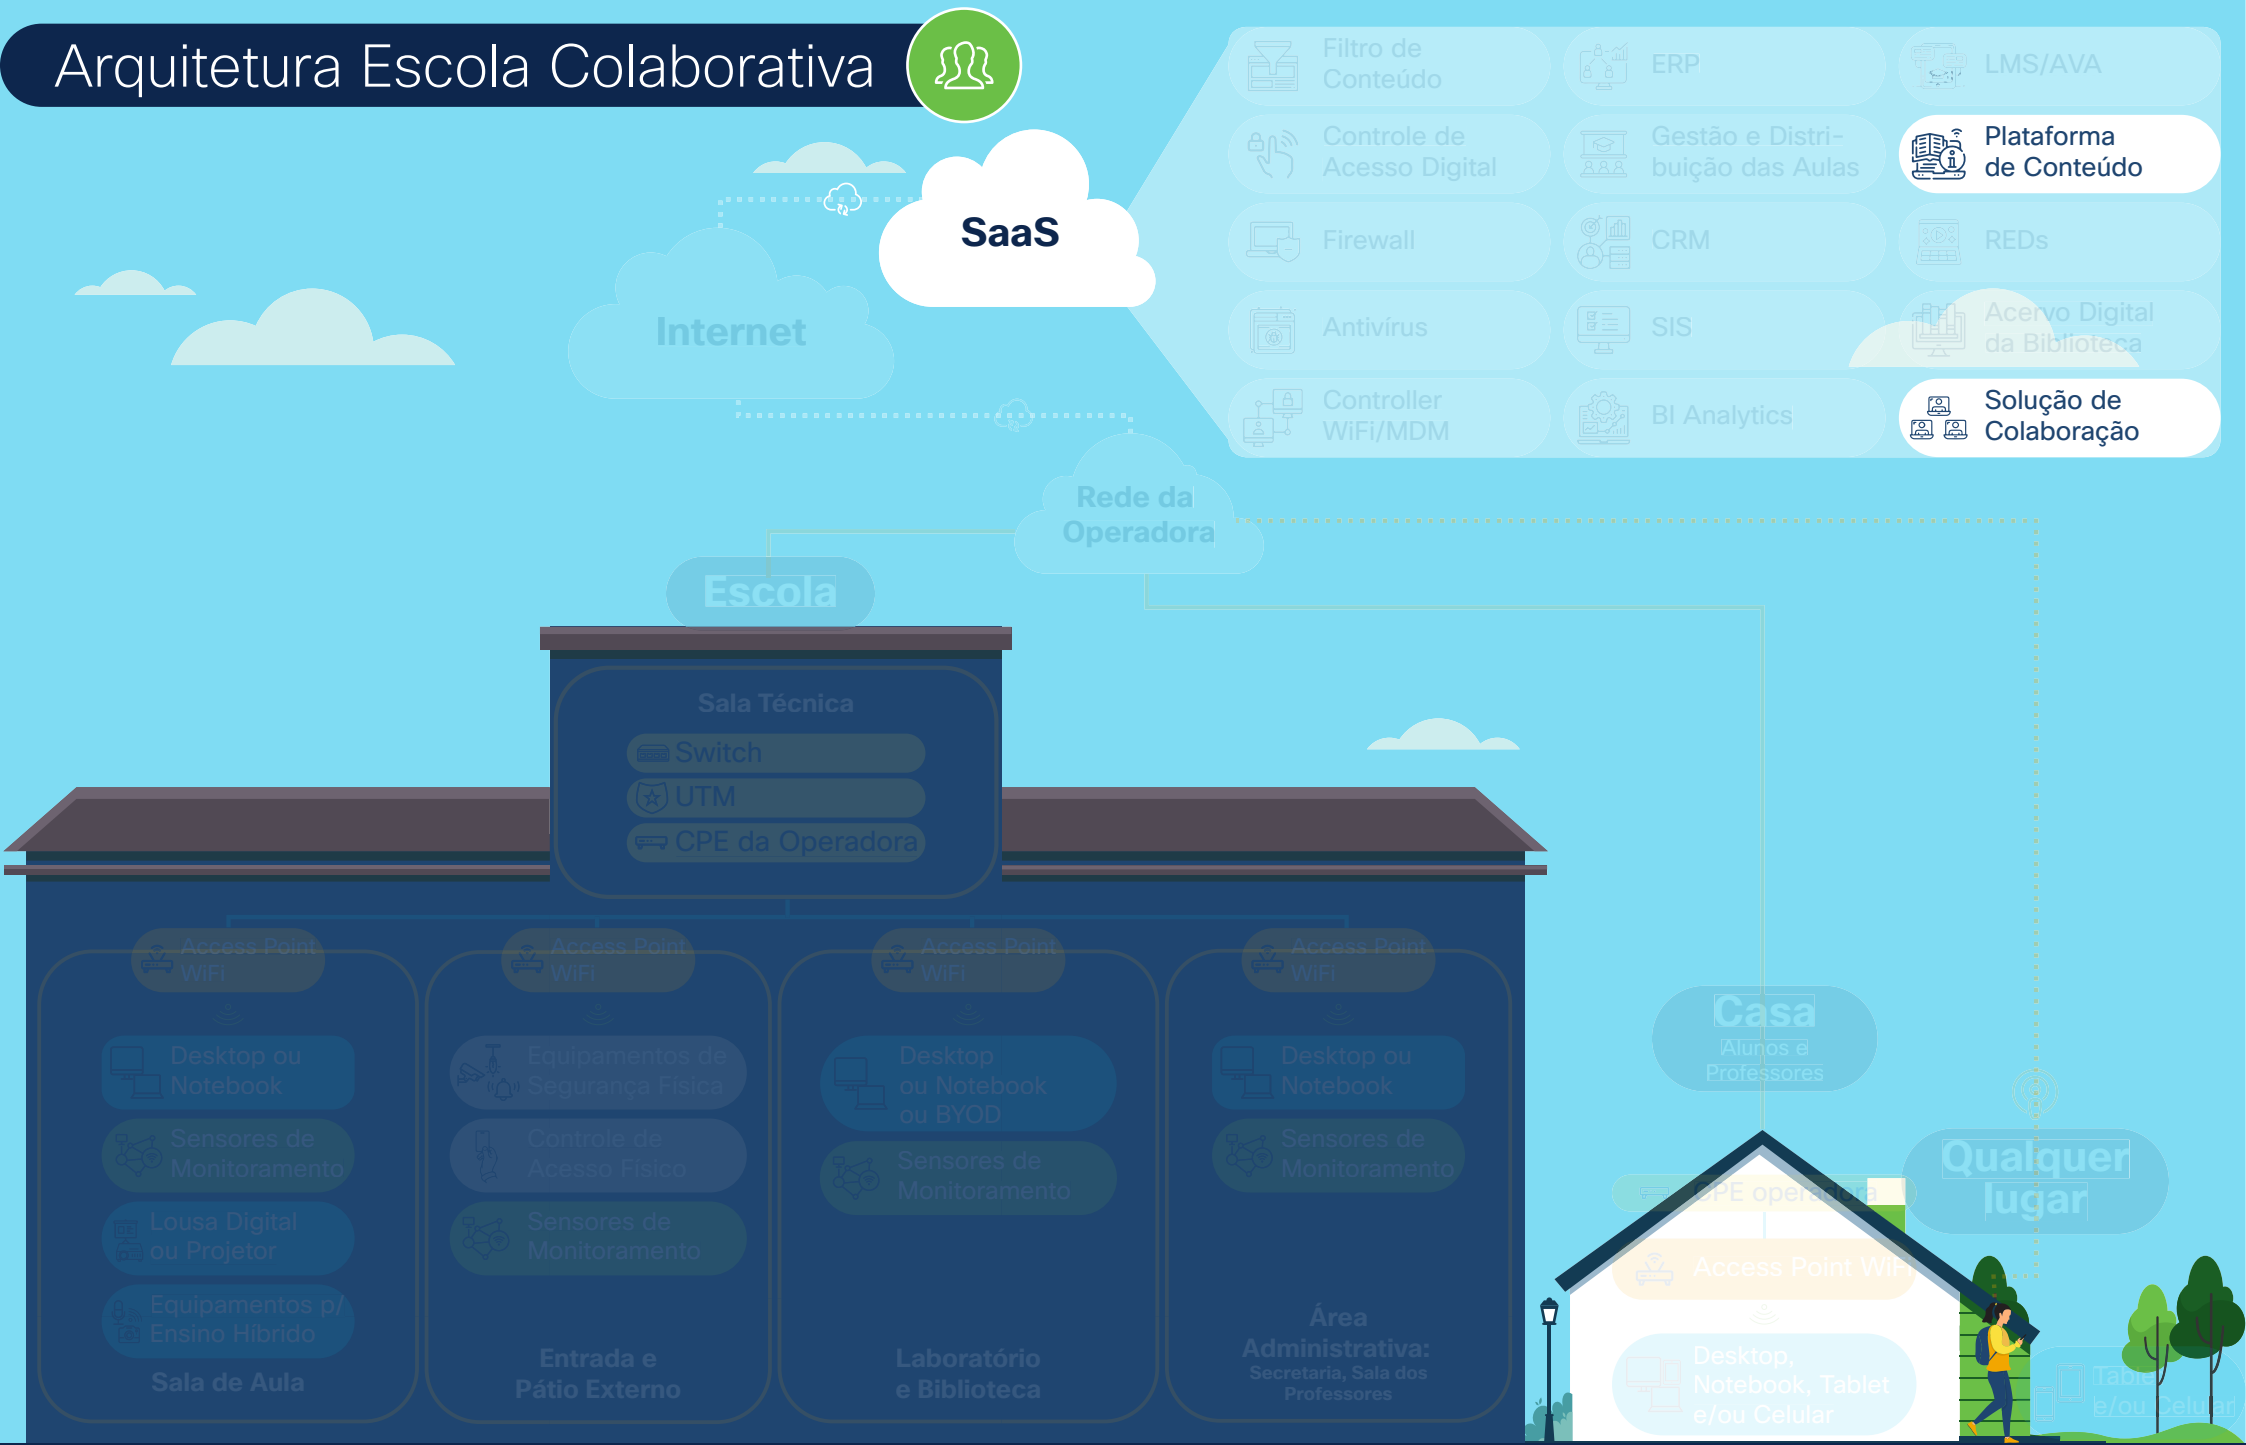 Arquitetura Escola Colaborativa
Filtro de
Conteúdo
ERP
LMS/AVA
Controle de
Acesso Digital
Gestão e Distri-
buição das Aulas
Plataforma
de Conteúdo
SaaS
Firewall
CRM
REDs
Internet
Antivírus
SIS
Acervo Digital
da Biblioteca
Controller
WiFi/MDM
BI Analytics
Solução de
Colaboração
Rede da
Operadora
Escola
Sala Técnica
Switch
UTM
CPE da Operadora
Access Point
WiFi
Desktop ou
Notebook
Sensores de
Monitoramento
Lousa Digital
ou Projetor
Equipamentos p/
Ensino Híbrido
Sala de Aula
Access Point
WiFi
Equipamentos de
Segurança Física
Controle de
Acesso Físico
Sensores de
Monitoramento
Entrada e
Pátio Externo
Access Point
WiFi
Desktop
ou Notebook
ou BYOD
Sensores de
Monitoramento
Laboratório
e Biblioteca
Access Point
WiFi
Desktop ou
Notebook
Sensores de
Monitoramento
Área
Administrativa:
Secretaria, Sala dos
Professores
Casa
Alunos e
Professores
CPE operadora
Access Point WiFi
Desktop,
Notebook, Tablet
e/ou Celular
Qualquer
lugar
Tablet
e/ou Celular